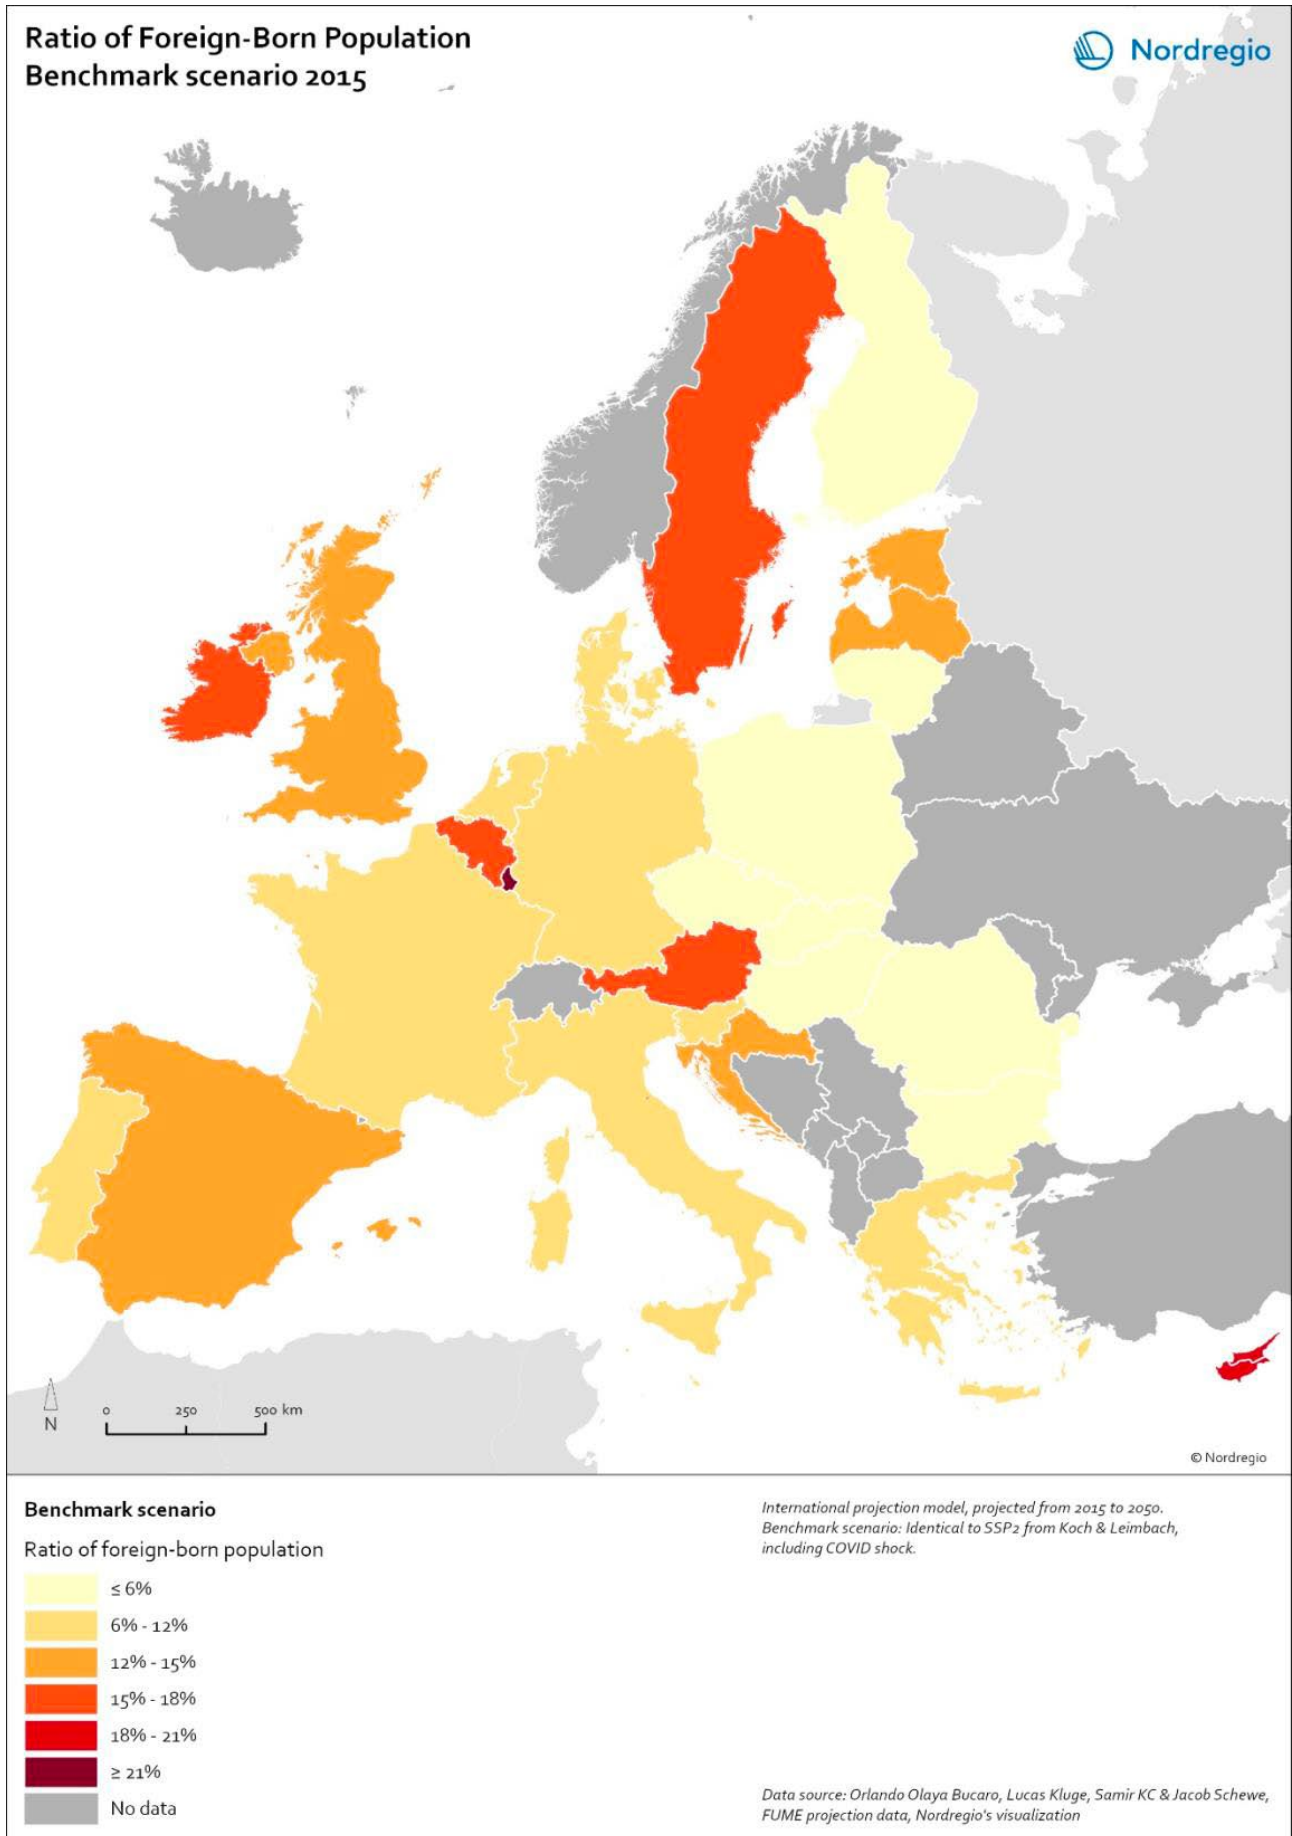 Ratio of Foreign-Born Population
Benchmark scenario 2015
Nordregio
N
0 250 500 km
© Nordregio
Benchmark scenario
Ratio of foreign-born population
≤ 6%
6% - 12%
12% - 15%
15% - 18%
18% - 21%
≥ 21%
No data
International projection model, projected from 2015 to 2050.
Benchmark scenario: Identical to SSP2 from Koch & Leimbach,
including COVID shock.
Data source: Orlando Olaya Bucaro, Lucas Kluge, Samir KC & Jacob Schewe,
FUME projection data, Nordregio's visualization